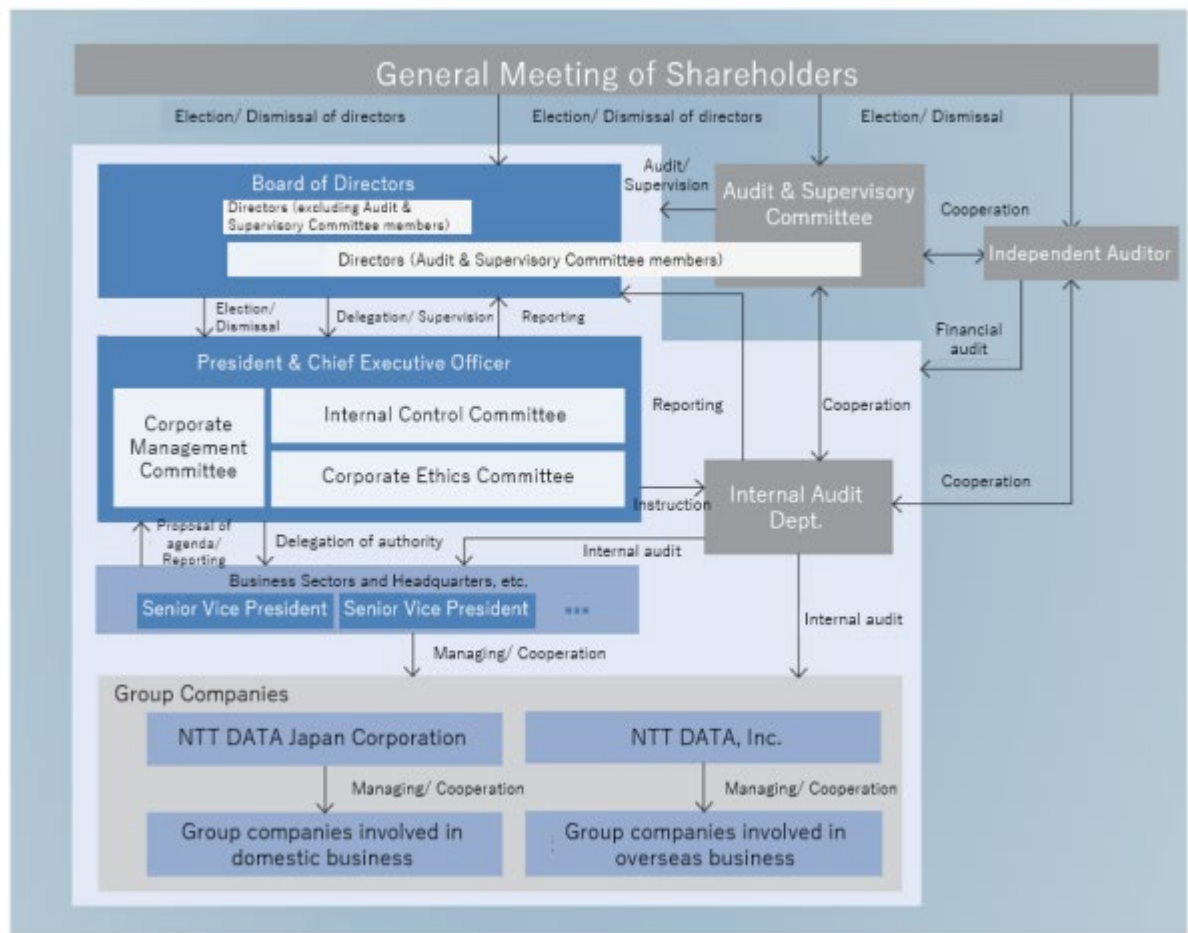 General Meeting of Shareholders
Election/ Dismissal of directors
Election/ Dismissal of directors
Election/ Dismissal
Board of Directors
Directors (excluding Audit &
Supervisory Committee members)
Directors (Audit & Supervisory Committee members)
Audit/
Supervision
Audit & Supervisory
Committee
Cooperation
Independent Auditor
Election/
Dismissal
Delegation/ Supervision
Reporting
Financial
audit
President & Chief Executive Officer
Corporate
Management
Committee
Internal Control Committee
Corporate Ethics Committee
Reporting
Cooperation
Instruction
Internal Audit
Dept.
Cooperation
Proposal of
agenda/
Reporting
Delegation of authority
Internal audit
Business Sectors and Headquarters, etc.
Senior Vice President
Senior Vice President
•••
Internal audit
Managing/ Cooperation
Group Companies
NTT DATA Japan Corporation
NTT DATA, Inc.
Managing/ Cooperation
Managing/ Cooperation
Group companies involved in
domestic business
Group companies involved in
overseas business